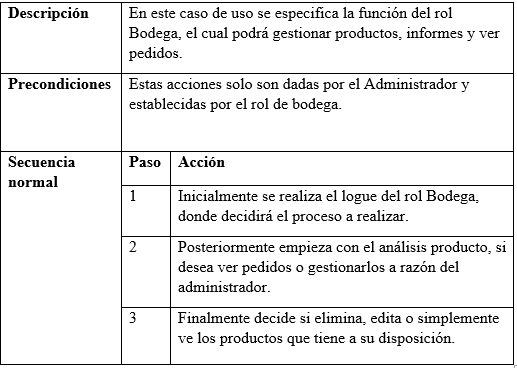 Descripción
En este caso de uso se especifica la función del rol
Bodega, el cual podrá gestionar productos, informes y ver
pedidos.
Precondiciones
Estas acciones solo son dadas por el Administrador y
establecidas por el rol de bodega.
Secuencia
normal
Paso
Acción
1
Inicialmente se realiza el logue del rol Bodega,
donde decidirá el proceso a realizar.
2
Posteriormente empieza con el análisis producto, si
desea ver pedidos o gestionarlos a razón del
administrador.
3
Finalmente decide si elimina, edita o simplemente
ve los productos que tiene a su disposición.